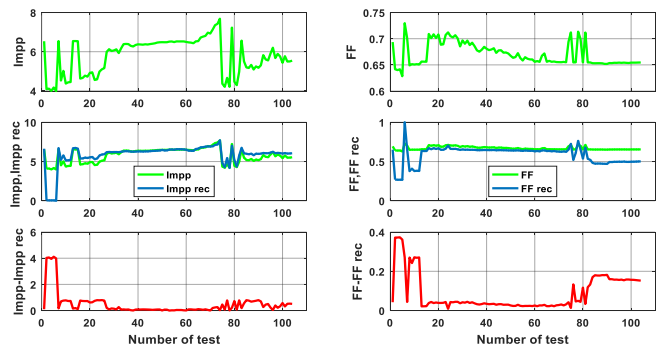 Impp
8
6
4
0 20 40 60 80 100
FF
0.75
0.7
0.65
0.6
0 20 40 60 80 100
Impp,Impp rec
10
5
0
0 20 40 60 80 100
Impp
Impp rec
FF,FF rec
1
0.5
0
0 20 40 60 80 100
FF
FF rec
Impp-Impp rec
6
4
2
0
0 20 40 60 80 100
Number of test
FF-FF rec
0.4
0.2
0
0 20 40 60 80 100
Number of test